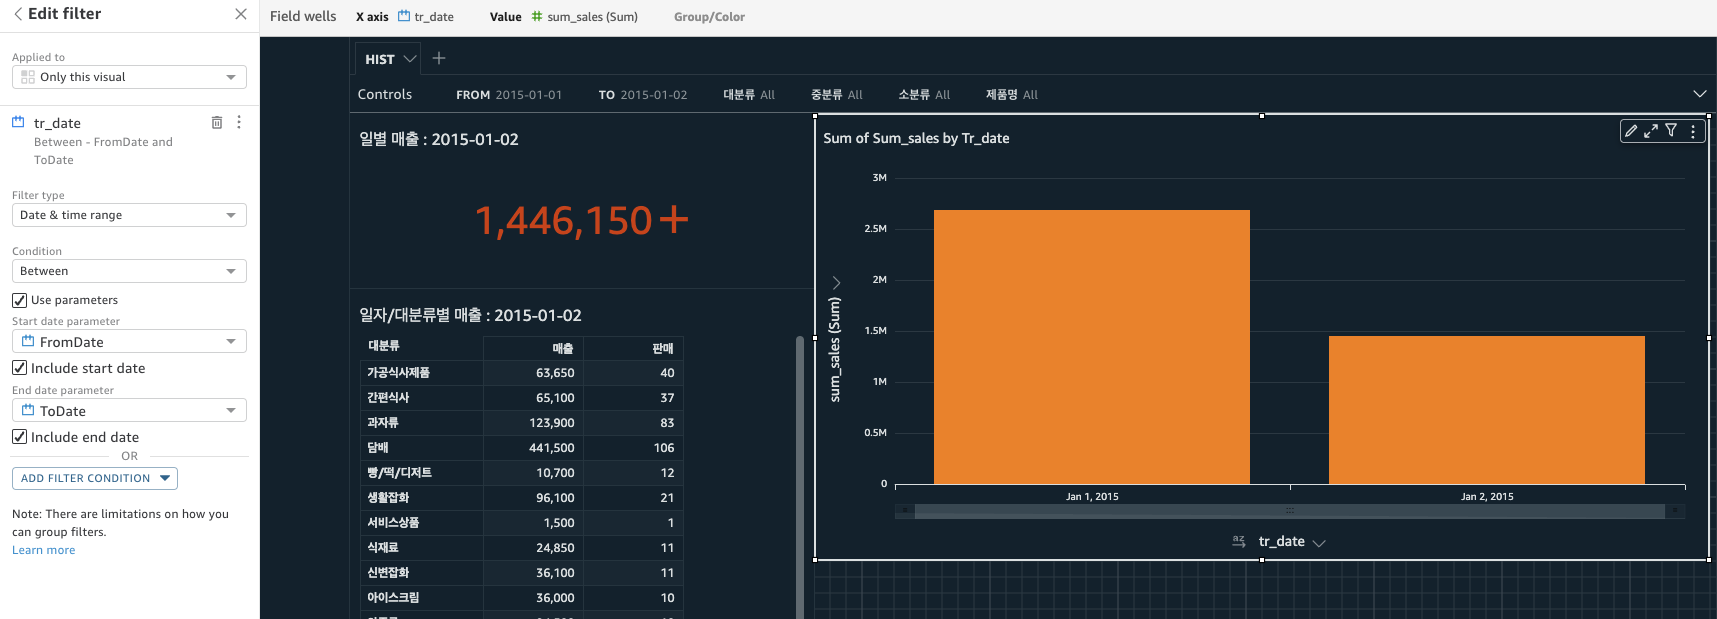 Edit filter
Applied to
Only this visual
tr_date
Between - FromDate and
ToDate
Filter type
Date & time range
Condition
Between
Use parameters
Start date parameter
FromDate
Include start date
End date parameter
ToDate
Include end date
OR
ADD FILTER CONDITION
Note: There are limitations on how you
can group filters.
Learn more
Field wells X axis tr_date Value sum_sales (Sum) Group/Color
HIST
Controls FROM 2015-01-01 TO 2015-01-02 대분류 All 중분류 All 소분류 All 제품명 All
일별 매출 : 2015-01-02
1,446,150+
일자/대분류별 매출 : 2015-01-02
대분류 매출 판매
가공식사제품 63,650 40
간편식사 65,100 37
과자류 123,900 83
담배 441,500 106
빵/떡/디저트 10,700 12
생활잡화 96,100 21
서비스상품 1,500 1
식재료 24,850 11
신변잡화 36,100 11
아이스크림 36,000 10
Sum of Sum_sales by Tr_date
3M
2.5M
2M
1.5M
1M
0.5M
0
sum_sales (Sum)
Jan 1, 2015 Jan 2, 2015
az tr_date